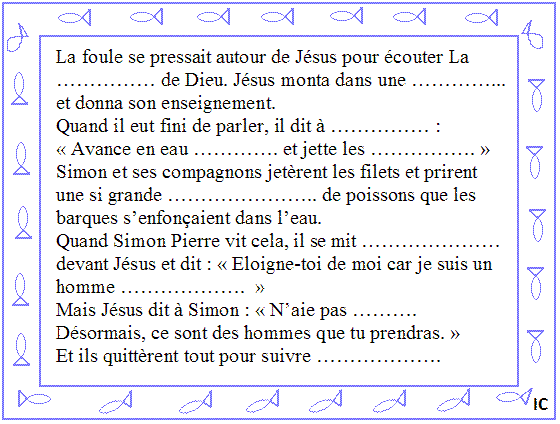 La foule se pressait autour de Jésus pour écouter La
…………… de Dieu. Jésus monta dans une …………...
et donna son enseignement.
Quand il eut fini de parler, il dit à …………… :
« Avance en eau …………. et jette les ……………. »
Simon et ses compagnons jetèrent les filets et prirent
une si grande ………………….. de poissons que les
barques s’enfonçaient dans l’eau.
Quand Simon Pierre vit cela, il se mit …………………
devant Jésus et dit : « Eloigne-toi de moi car je suis un
homme ………………. »
Mais Jésus dit à Simon : « N’aie pas ……….
Désormais, ce sont des hommes que tu prendras. »
Et ils quittèrent tout pour suivre ……………….
IC